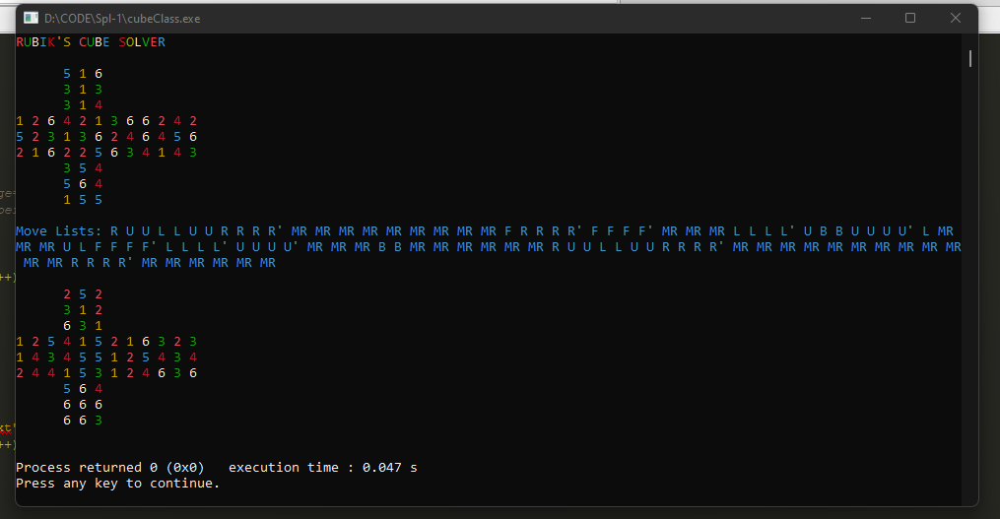 D:\CODE\Spl-1\cubeClass.exe
RUBIK'S CUBE SOLVER
5 1 6
3 1 3
3 1 4
1 2 6 4 2 1 3 6 6 2 4 2
5 2 3 1 3 6 2 4 6 4 5 6
2 1 6 2 2 5 6 3 4 1 4 3
3 5 4
5 6 4
1 5 5
Move Lists: R U U L L U U R R R R' MR MR MR MR MR MR MR MR MR F R R R R' F F F F' MR MR MR L L L L' U B B U U U U' L MR
MR MR U L F F F F' L L L L' U U U U' MR MR MR B B MR MR MR MR MR MR R U U L L U U R R R R' MR MR MR MR MR MR MR MR MR MR
MR MR R R R R' MR MR MR MR MR MR
2 5 2
3 1 2
6 3 1
1 2 5 4 1 5 2 1 6 3 2 3
1 4 3 4 5 5 1 2 5 4 3 4
2 4 4 1 5 3 1 2 4 6 3 6
5 6 4
6 6 6
6 6 3
Process returned 0 (0x0)   execution time : 0.047 s
Press any key to continue.